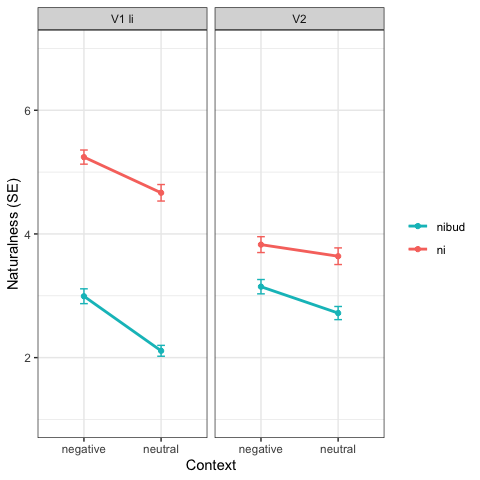 V1 li
V2
Naturalness (SE)
6
4
2
negative
neutral
negative
neutral
Context
nibud
ni